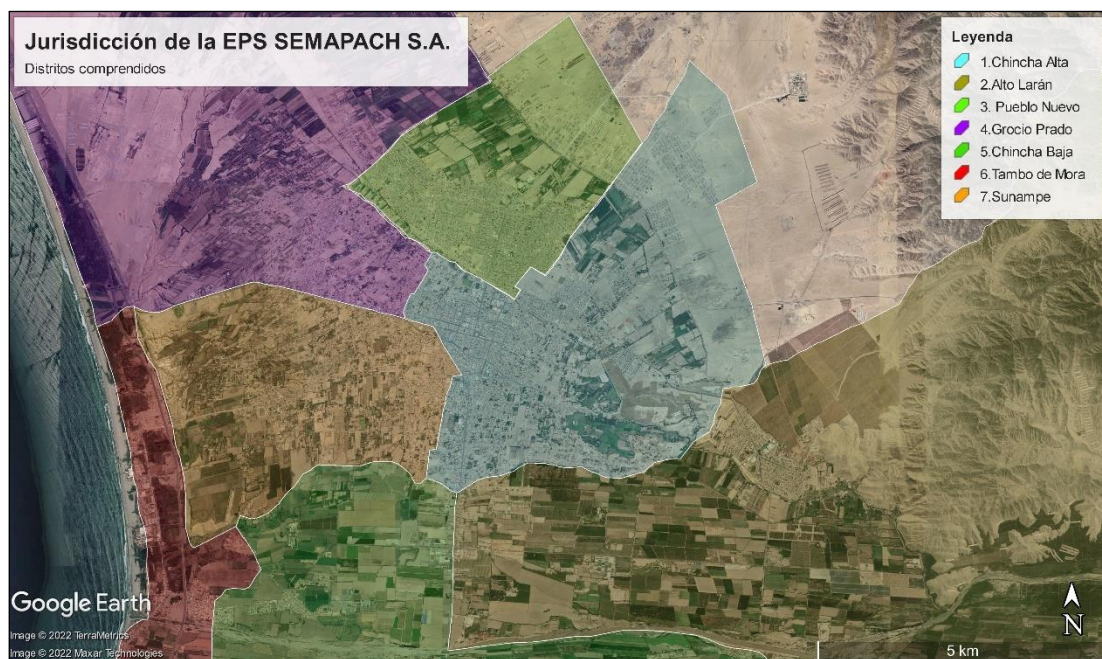 Jurisdicción de la EPS SEMAPACH S.A.
Distritos comprendidos
Leyenda
1.Chincha Alta
2.Alto Larán
3. Pueblo Nuevo
4.Grocio Prado
5.Chincha Baja
6.Tambo de Mora
7.Sunampe
Google Earth
Image © 2022 TerraMetrics
Image © 2022 Maxar Technologies
N
5 km